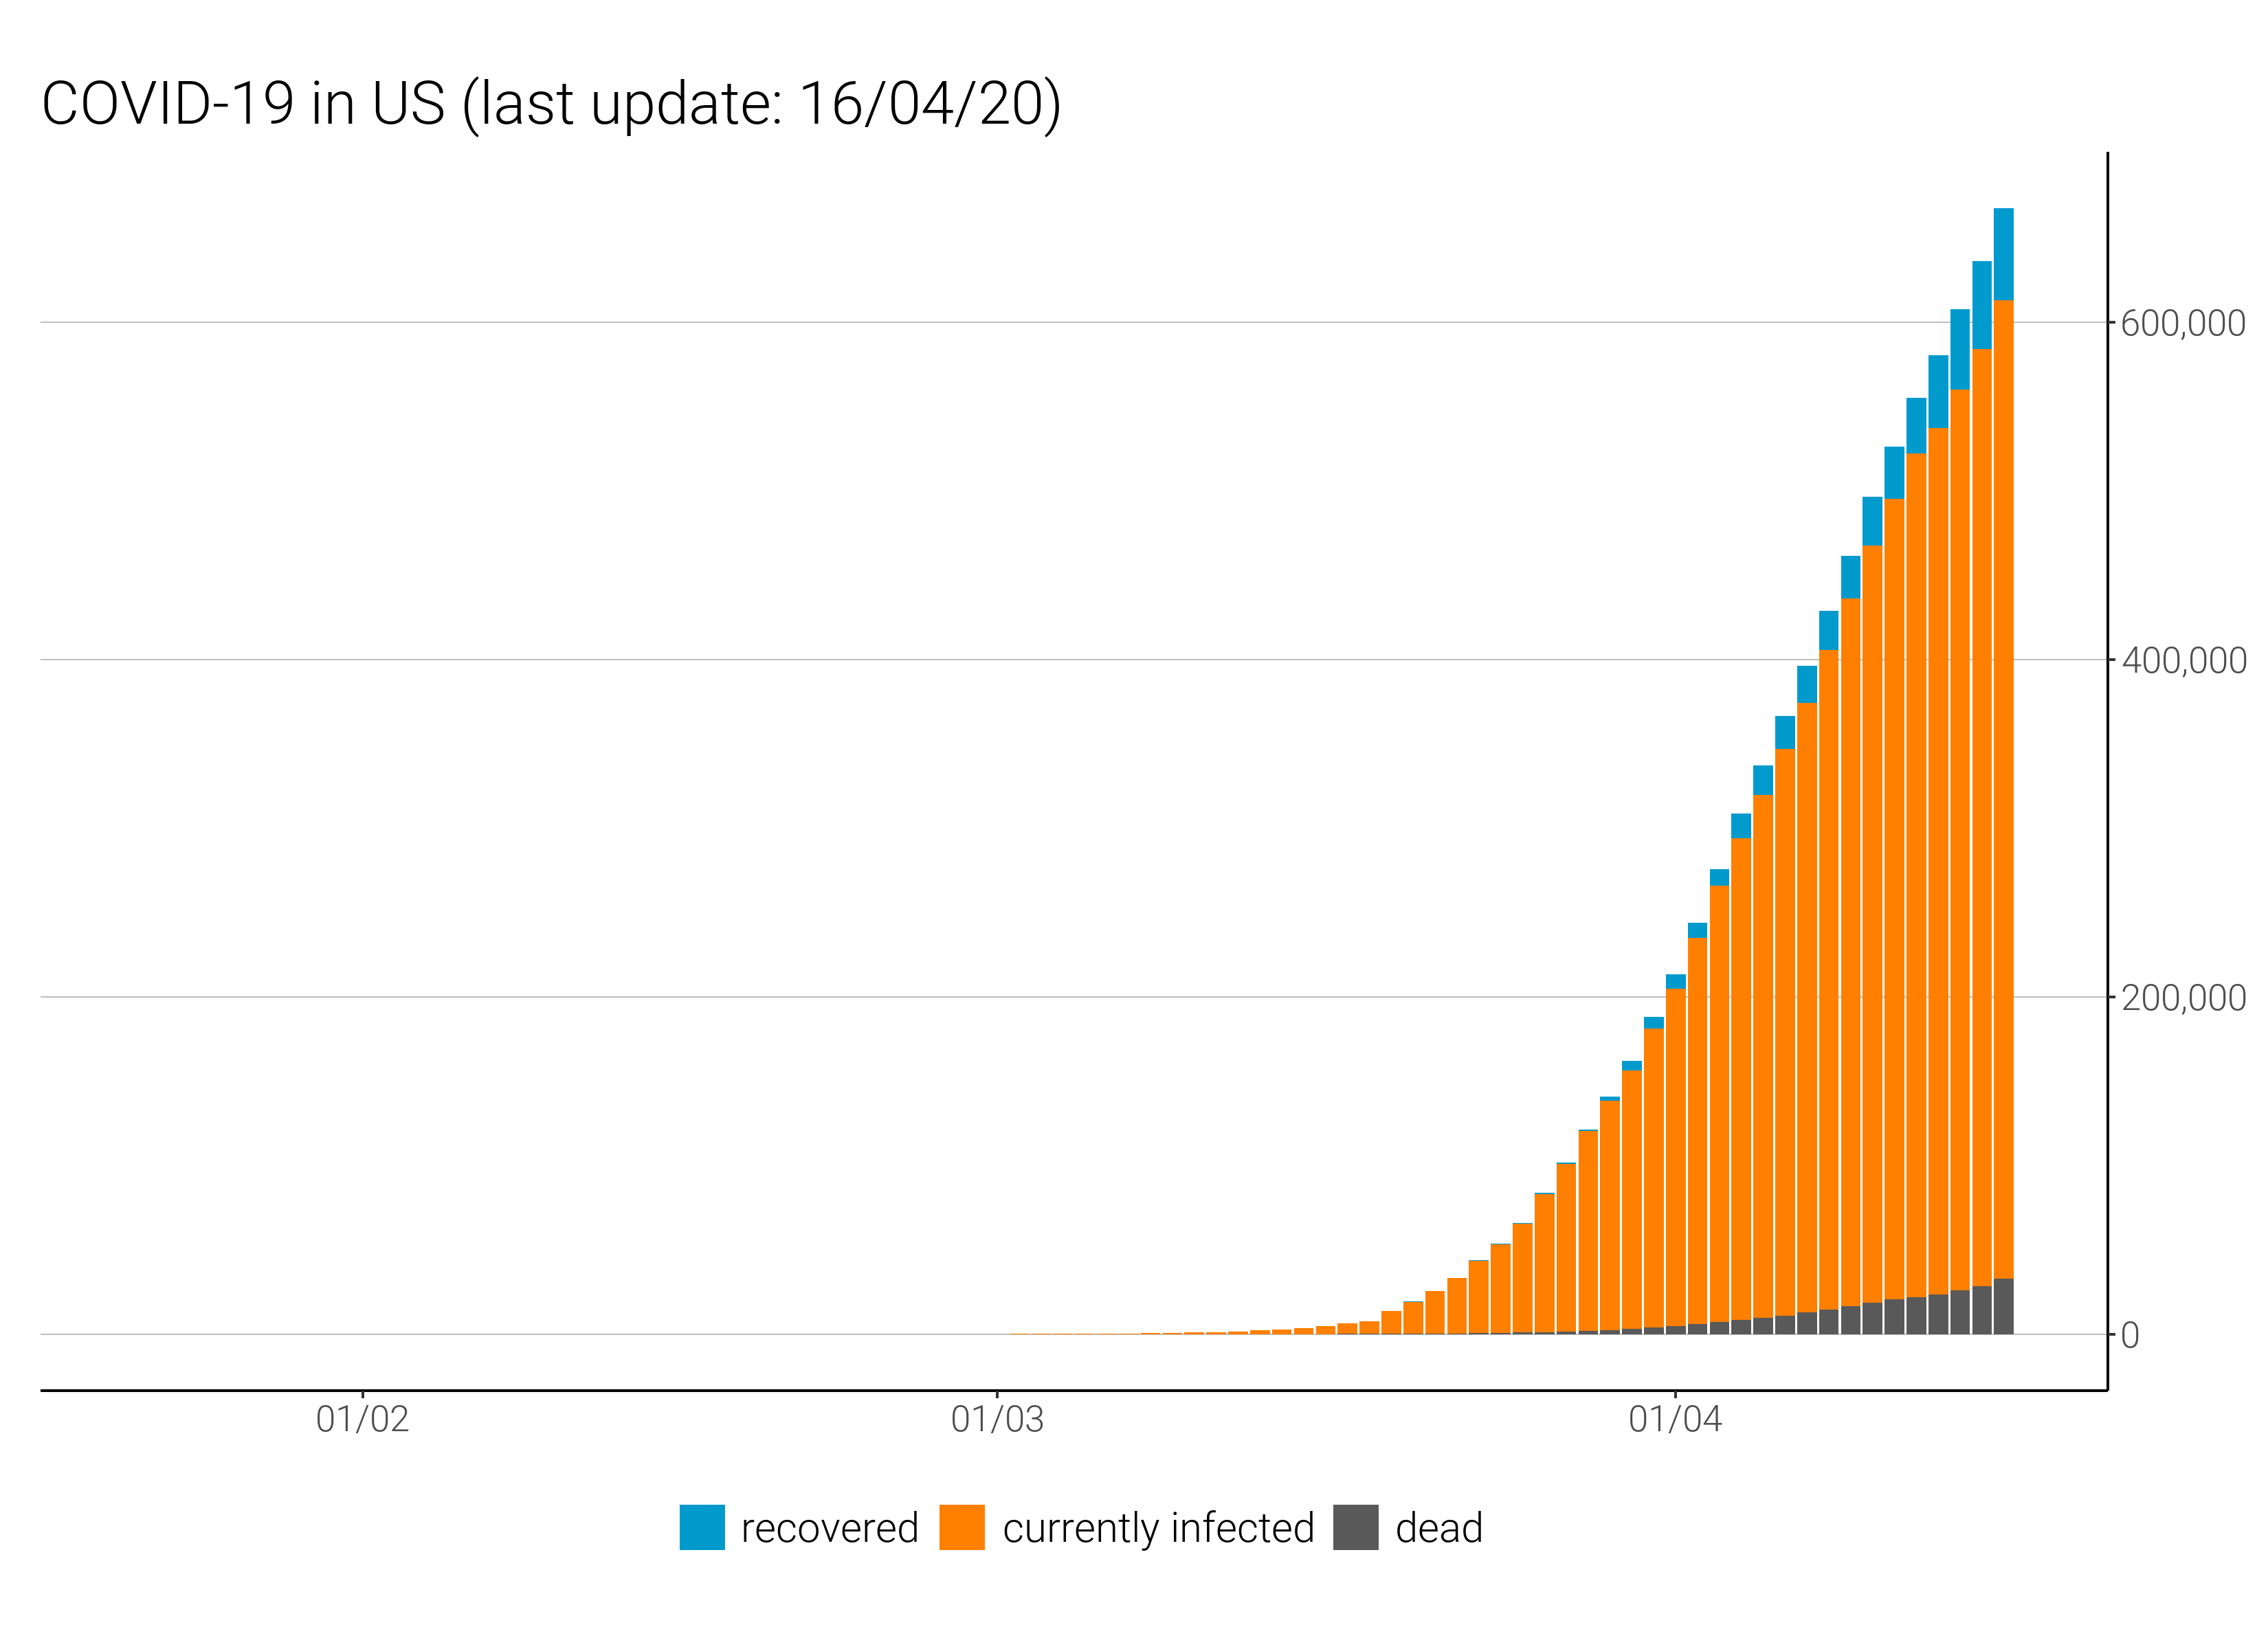 COVID-19 in US (last update: 16/04/20)
600,000
400,000
200,000
0
01/02 01/03 01/04
recovered currently infected dead